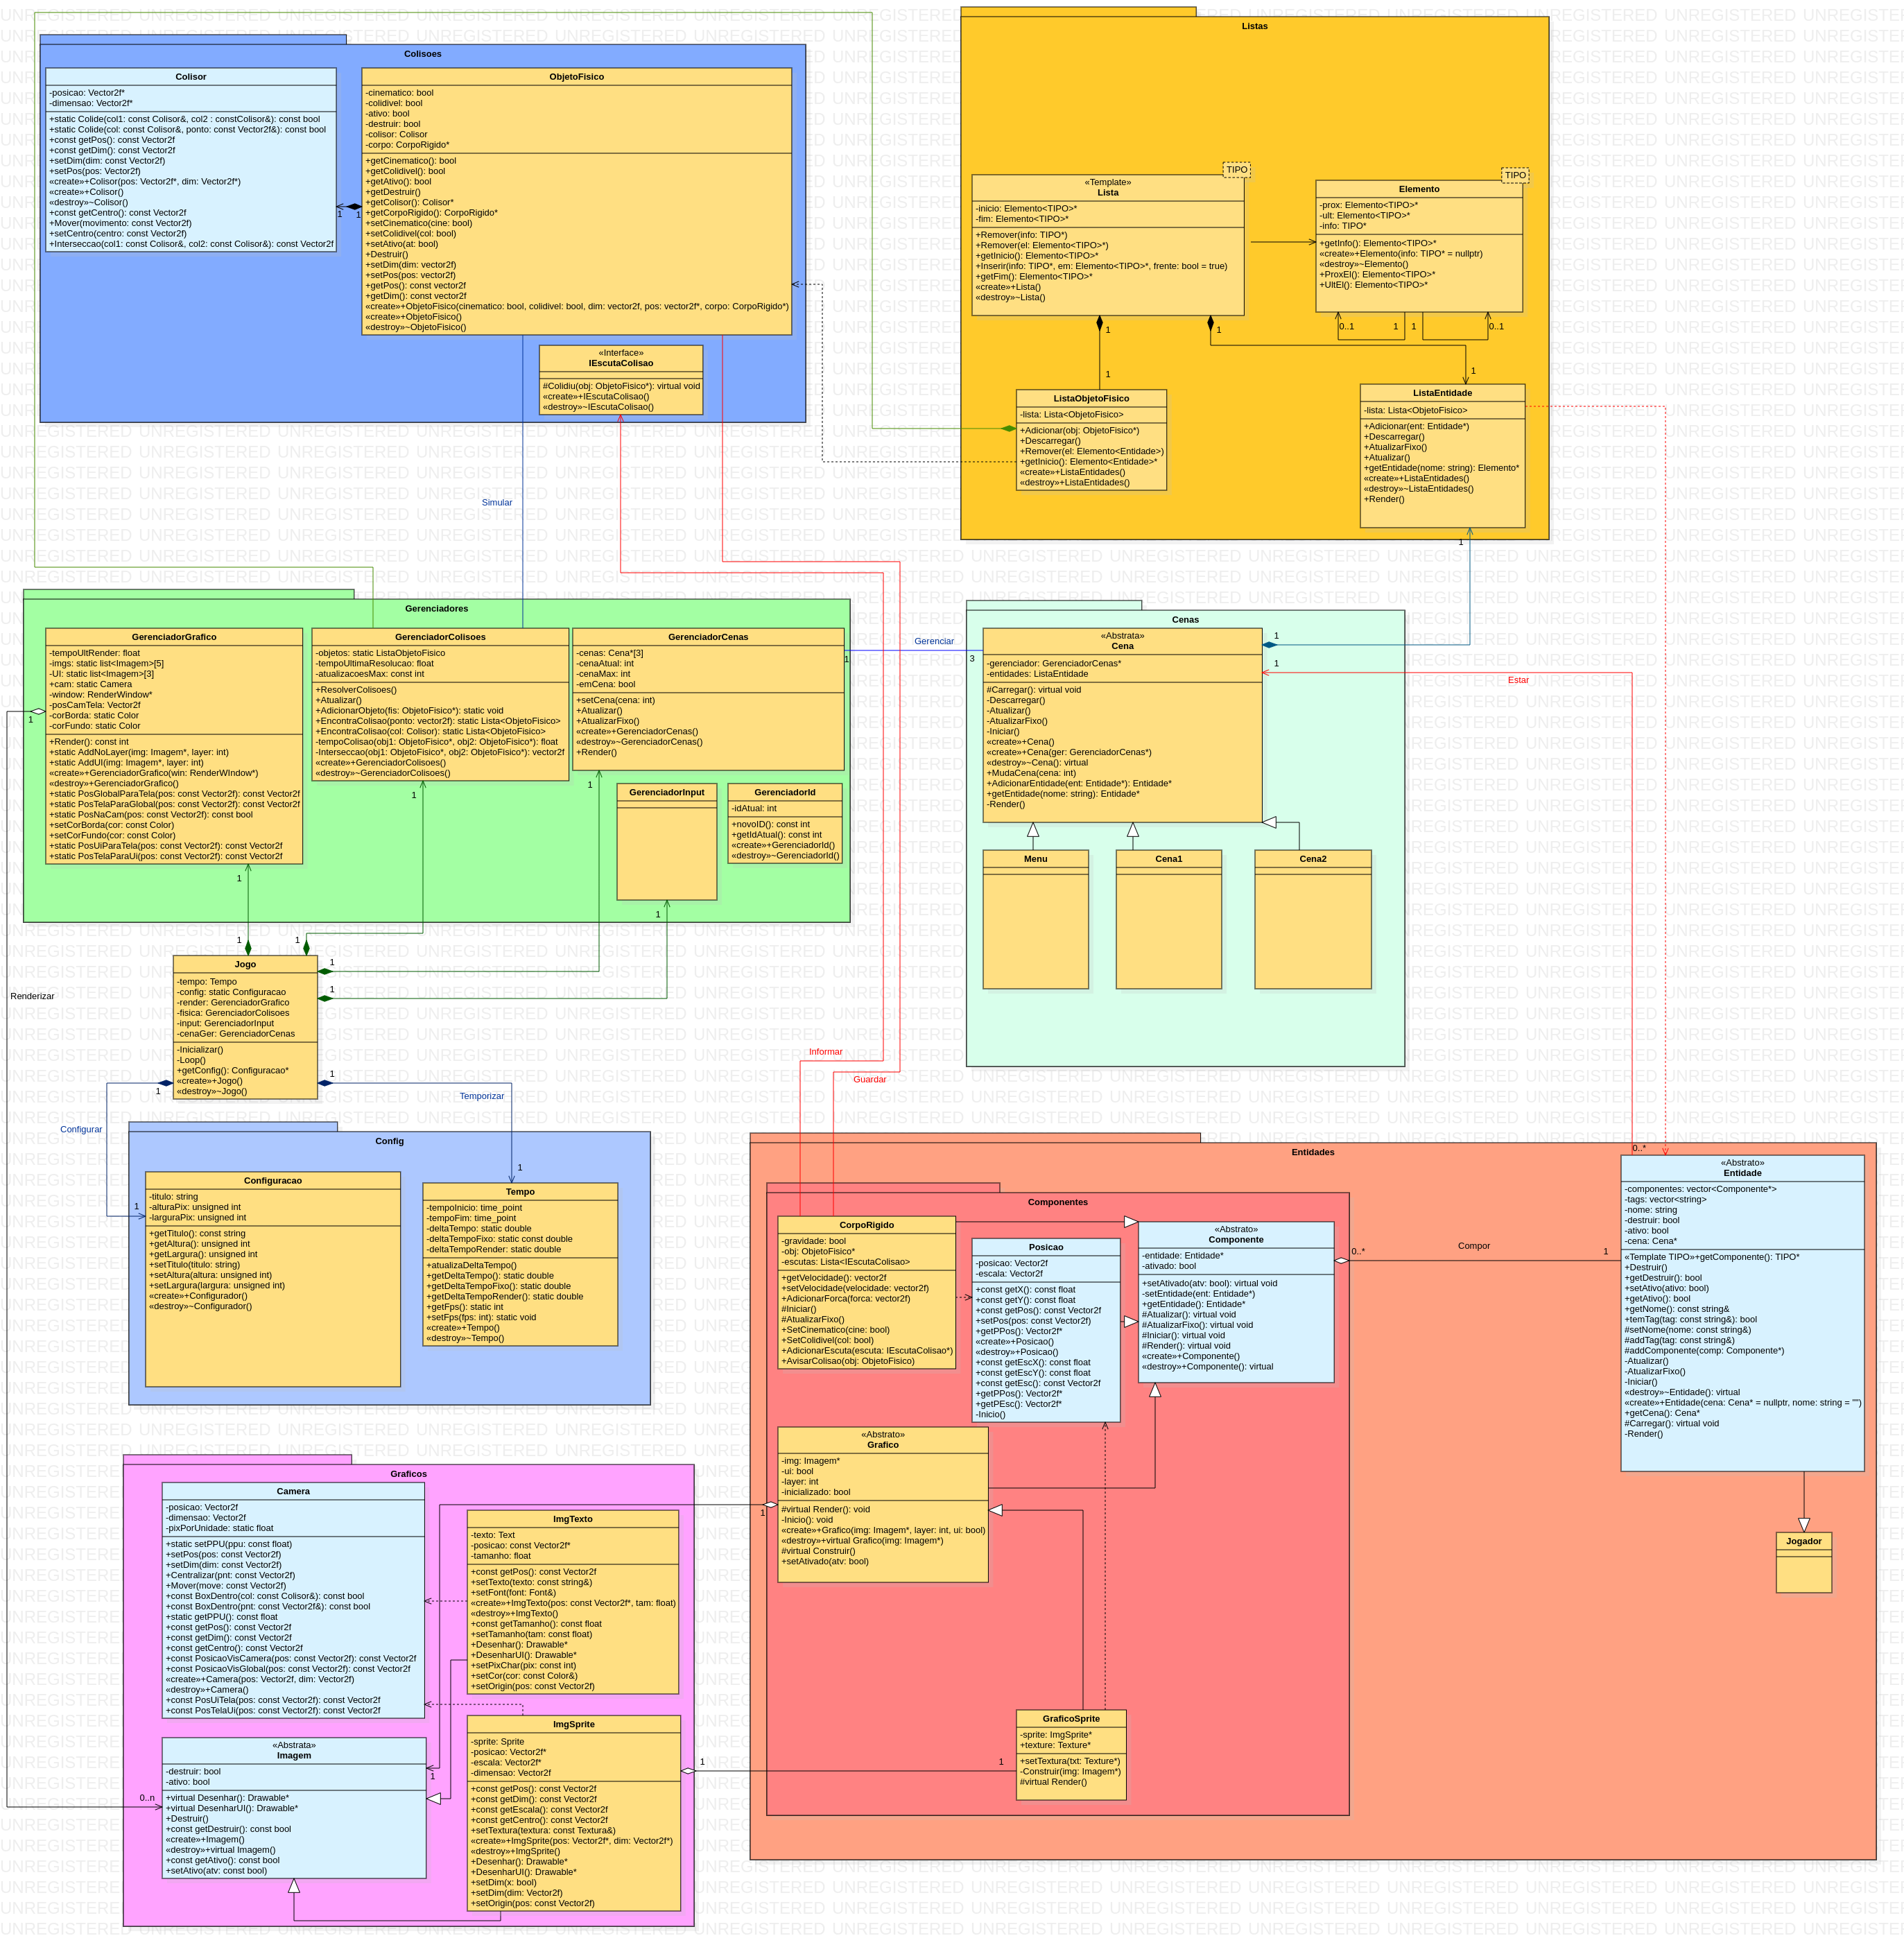 Colisoes
Colisor
-posicao: Vector2f*
-dimensao: Vector2f*
+static Colide(col1: const Colisor&, col2 : constColisor&): const bool
+static Colide(col: const Colisor&, ponto: const Vector2f&): const bool
+const getPos(): const Vector2f
+const getDim(): const Vector2f
+setDim(dim: const Vector2f)
+setPos(pos: Vector2f)
«create»+Colisor(pos: Vector2f*, dim: Vector2f*)
«create»+Colisor()
«destroy»~Colisor()
+const getCentro(): const Vector2f
+Mover(movimento: const Vector2f)
+setCentro(centro: const Vector2f)
+Interseccao(col1: const Colisor&, col2: const Colisor&): const Vector2f
1
1
ObjetoFisico
-cinematico: bool
-colidivel: bool
-ativo: bool
-destruir: bool
-colisor: Colisor
-corpo: CorpoRigido*
+getCinematico(): bool
+getColidivel(): bool
+getAtivo(): bool
+getDestruir()
+getColisor(): Colisor*
+getCorpoRigido(): CorpoRigido*
+setCinematico(cine: bool)
+setColidivel(col: bool)
+setAtivo(at: bool)
+Destruir()
+setDim(dim: vector2f)
+setPos(pos: vector2f)
+getPos(): const vector2f
+getDim(): const vector2f
«create»+ObjetoFisico(cinematico: bool, colidivel: bool, dim: vector2f, pos: vector2f*, corpo: CorpoRigido*)
«create»+ObjetoFisico()
«destroy»~ObjetoFisico()
«Interface»
IEscutaColisao
#Colidiu(obj: ObjetoFisico*): virtual void
«create»+IEscutaColisao()
«destroy»~IEscutaColisao()
Listas
TIPO
«Template»
Lista
-inicio: Elemento<TIPO>*
-fim: Elemento<TIPO>*
+Remover(info: TIPO*)
+Remover(el: Elemento<TIPO>*)
+getInicio(): Elemento<TIPO>*
+Inserir(info: TIPO*, em: Elemento<TIPO>*, frente: bool = true)
+getFim(): Elemento<TIPO>*
«create»+Lista()
«destroy»~Lista()
TIPO
Elemento
-prox: Elemento<TIPO>*
-ult: Elemento<TIPO>*
-info: TIPO*
+getInfo(): Elemento<TIPO>*
«create»+Elemento(info: TIPO* = nullptr)
«destroy»~Elemento()
+ProxEl(): Elemento<TIPO>*
+UltEl(): Elemento<TIPO>*
0..1
1
1
0..1
1
1
1
1
ListaObjetoFisico
-lista: Lista<ObjetoFisico>
+Adicionar(obj: ObjetoFisico*)
+Descarregar()
+Remover(el: Elemento<Entidade>)
+getInicio(): Elemento<Entidade>*
«create»+ListaEntidades()
«destroy»+ListaEntidades()
ListaEntidade
-lista: Lista<ObjetoFisico>
+Adicionar(ent: Entidade*)
+Descarregar()
+AtualizarFixo()
+Atualizar()
+getEntidade(nome: string): Elemento*
«create»+ListaEntidades()
«destroy»~ListaEntidades()
+Render()
1
Simular
Gerenciadores
GerenciadorGrafico
-tempoUltRender: float
-imgs: static list<Imagem>[5]
-UI: static list<Imagem>[3]
+cam: static Camera
-window: RenderWindow*
-posCamTela: Vector2f
-corBorda: static Color
-corFundo: static Color
+Render(): const int
+static AddNoLayer(img: Imagem*, layer: int)
+static AddUI(img: Imagem*, layer: int)
«create»+GerenciadorGrafico(win: RenderWIndow*)
«destroy»+GerenciadorGrafico()
+static PosGlobalParaTela(pos: const Vector2f): const Vector2f
+static PosTelaParaGlobal(pos: const Vector2f): const Vector2f
+static PosNaCam(pos: const Vector2f): const bool
+setCorBorda(cor: const Color)
+setCorFundo(cor: const Color)
+static PosUiParaTela(pos: const Vector2f): const Vector2f
+static PosTelaParaUi(pos: const Vector2f): const Vector2f
GerenciadorColisoes
-objetos: static ListaObjetoFisico
-tempoUltimaResolucao: float
-atualizacoesMax: const int
+ResolverColisoes()
+Atualizar()
+AdicionarObjeto(fis: ObjetoFisico*): static void
+EncontraColisao(ponto: vector2f): static Lista<ObjetoFisico>
+EncontraColisao(col: Colisor): static Lista<ObjetoFisico>
-tempoColisao(obj1: ObjetoFisico*, obj2: ObjetoFisico*): float
-Interseccao(obj1: ObjetoFisico*, obj2: ObjetoFisico*): vector2f
«create»+GerenciadorColisoes()
«destroy»~GerenciadorColisoes()
GerenciadorCenas
-cenas: Cena*[3]
-cenaAtual: int
-cenaMax: int
-emCena: bool
+setCena(cena: int)
+Atualizar()
+AtualizarFixo()
«create»+GerenciadorCenas()
«destroy»~GerenciadorCenas()
+Render()
GerenciadorInput
GerenciadorId
-idAtual: int
+novoID(): const int
+getIdAtual(): const int
«create»+GerenciadorId()
«destroy»~GerenciadorId()
1
1
1
1
1
Gerenciar
1
3
Cenas
«Abstrata»
Cena
-gerenciador: GerenciadorCenas*
-entidades: ListaEntidade
#Carregar(): virtual void
-Descarregar()
-Atualizar()
-AtualizarFixo()
-Iniciar()
«create»+Cena()
«create»+Cena(ger: GerenciadorCenas*)
«destroy»~Cena(): virtual
+MudaCena(cena: int)
+AdicionarEntidade(ent: Entidade*): Entidade*
+getEntidade(nome: string): Entidade*
-Render()
1
1
Estar
Menu
Cena1
Cena2
1
1
1
1
Jogo
-tempo: Tempo
-config: static Configuracao
-render: GerenciadorGrafico
-fisica: GerenciadorColisoes
-input: GerenciadorInput
-cenaGer: GerenciadorCenas
-Inicializar()
-Loop()
+getConfig(): Configuracao*
«create»+Jogo()
«destroy»~Jogo()
Renderizar
1
1
Configurar
Temporizar
Informar
Guardar
Config
1
1
Configuracao
-titulo: string
-alturaPix: unsigned int
-larguraPix: unsigned int
+getTitulo(): const string
+getAltura(): unsigned int
+getLargura(): unsigned int
+setTitulo(titulo: string)
+setAltura(altura: unsigned int)
+setLargura(largura: unsigned int)
«create»+Configurador()
«destroy»~Configurador()
Tempo
-tempoInicio: time_point
-tempoFim: time_point
-deltaTempo: static double
-deltaTempoFixo: static const double
-deltaTempoRender: static double
+atualizaDeltaTempo()
+getDeltaTempo(): static double
+getDeltaTempoFixo(): static double
+getDeltaTempoRender(): static double
+getFps(): static int
+setFps(fps: int): static void
«create»+Tempo()
«destroy»~Tempo()
Entidades
Componentes
CorpoRigido
-gravidade: bool
-obj: ObjetoFisico*
-escutas: Lista<IEscutaColisao>
+getVelocidade(): vector2f
+setVelocidade(velocidade: vector2f)
+AdicionarForca(forca: vector2f)
#Iniciar()
#AtualizarFixo()
+SetCinematico(cine: bool)
+SetColidivel(col: bool)
+AdicionarEscuta(escuta: IEscutaColisao*)
+AvisarColisao(obj: ObjetoFisico)
Posicao
-posicao: Vector2f
-escala: Vector2f
+const getX(): const float
+const getY(): const float
+const getPos(): const Vector2f
+setPos(pos: const Vector2f)
+getPPos(): Vector2f*
«create»+Posicao()
«destroy»+Posicao()
+const getEscX(): const float
+const getEscY(): const float
+const getEsc(): const Vector2f
+getPPos(): Vector2f*
+getPEsc(): Vector2f*
-Inicio()
«Abstrato»
Componente
-entidade: Entidade*
-ativado: bool
+setAtivado(atv: bool): virtual void
-setEntidade(ent: Entidade*)
+getEntidade(): Entidade*
#Atualizar(): virtual void
#AtualizarFixo(): virtual void
#Iniciar(): virtual void
#Render(): virtual void
«create»+Componente()
«destroy»+Componente(): virtual
0..*
Compor
1
0..*
«Abstrato»
Entidade
-componentes: vector<Componente*>
-tags: vector<string>
-nome: string
-destruir: bool
-ativo: bool
-cena: Cena*
«Template TIPO»+getComponente(): TIPO*
+Destruir()
+getDestruir(): bool
+setAtivo(ativo: bool)
+getAtivo(): bool
+getNome(): const string&
+temTag(tag: const string&): bool
#setNome(nome: const string&)
#addTag(tag: const string&)
#addComponente(comp: Componente*)
-Atualizar()
-AtualizarFixo()
-Iniciar()
«destroy»~Entidade(): virtual
«create»+Entidade(cena: Cena* = nullptr, nome: string = "")
+getCena(): Cena*
#Carregar(): virtual void
-Render()
Jogador
«Abstrato»
Grafico
-img: Imagem*
-ui: bool
-layer: int
-inicializado: bool
#virtual Render(): void
-Inicio(): void
«create»+Grafico(img: Imagem*, layer: int, ui: bool)
«destroy»+virtual Grafico(img: Imagem*)
#virtual Construir()
+setAtivado(atv: bool)
1
GraficoSprite
-sprite: ImgSprite*
+texture: Texture*
+setTextura(txt: Texture*)
-Construir(img: Imagem*)
#virtual Render()
1
1
Graficos
Camera
-posicao: Vector2f
-dimensao: Vector2f
-pixPorUnidade: static float
+static setPPU(ppu: const float)
+setPos(pos: const Vector2f)
+setDim(dim: const Vector2f)
+Centralizar(pnt: const Vector2f)
+Mover(move: const Vector2f)
+const BoxDentro(col: const Colisor&): const bool
+const BoxDentro(pnt: const Vector2f&): const bool
+static getPPU(): const float
+const getPos(): const Vector2f
+const getDim(): const Vector2f
+const getCentro(): const Vector2f
+const PosicaoVisCamera(pos: const Vector2f): const Vector2f
+const PosicaoVisGlobal(pos: const Vector2f): const Vector2f
«create»+Camera(pos: Vector2f, dim: Vector2f)
«destroy»+Camera()
+const PosUiTela(pos: const Vector2f): const Vector2f
+const PosTelaUi(pos: const Vector2f): const Vector2f
ImgTexto
-texto: Text
-posicao: const Vector2f*
-tamanho: float
+const getPos(): const Vector2f
+setTexto(texto: const string&)
+setFont(font: Font&)
«create»+ImgTexto(pos: const Vector2f*, tam: float)
«destroy»+ImgTexto()
+const getTamanho(): const float
+setTamanho(tam: const float)
+Desenhar(): Drawable*
+DesenharUI(): Drawable*
+setPixChar(pix: const int)
+setCor(cor: const Color&)
+setOrigin(pos: const Vector2f)
«Abstrata»
Imagem
-destruir: bool
-ativo: bool
+virtual Desenhar(): Drawable*
+virtual DesenharUI(): Drawable*
+Destruir()
+const getDestruir(): const bool
«create»+Imagem()
«destroy»+virtual Imagem()
+const getAtivo(): const bool
+setAtivo(atv: const bool)
0..n
1
ImgSprite
-sprite: Sprite
-posicao: Vector2f*
-escala: Vector2f*
-dimensao: Vector2f
+const getPos(): const Vector2f
+const getDim(): const Vector2f
+const getEscala(): const Vector2f
+const getCentro(): const Vector2f
+setTextura(textura: const Textura&)
«create»+ImgSprite(pos: Vector2f*, dim: Vector2f*)
«destroy»+ImgSprite()
+Desenhar(): Drawable*
+DesenharUI(): Drawable*
+setDim(x: bool)
+setDim(dim: Vector2f)
+setOrigin(pos: const Vector2f)
UNREGISTERED